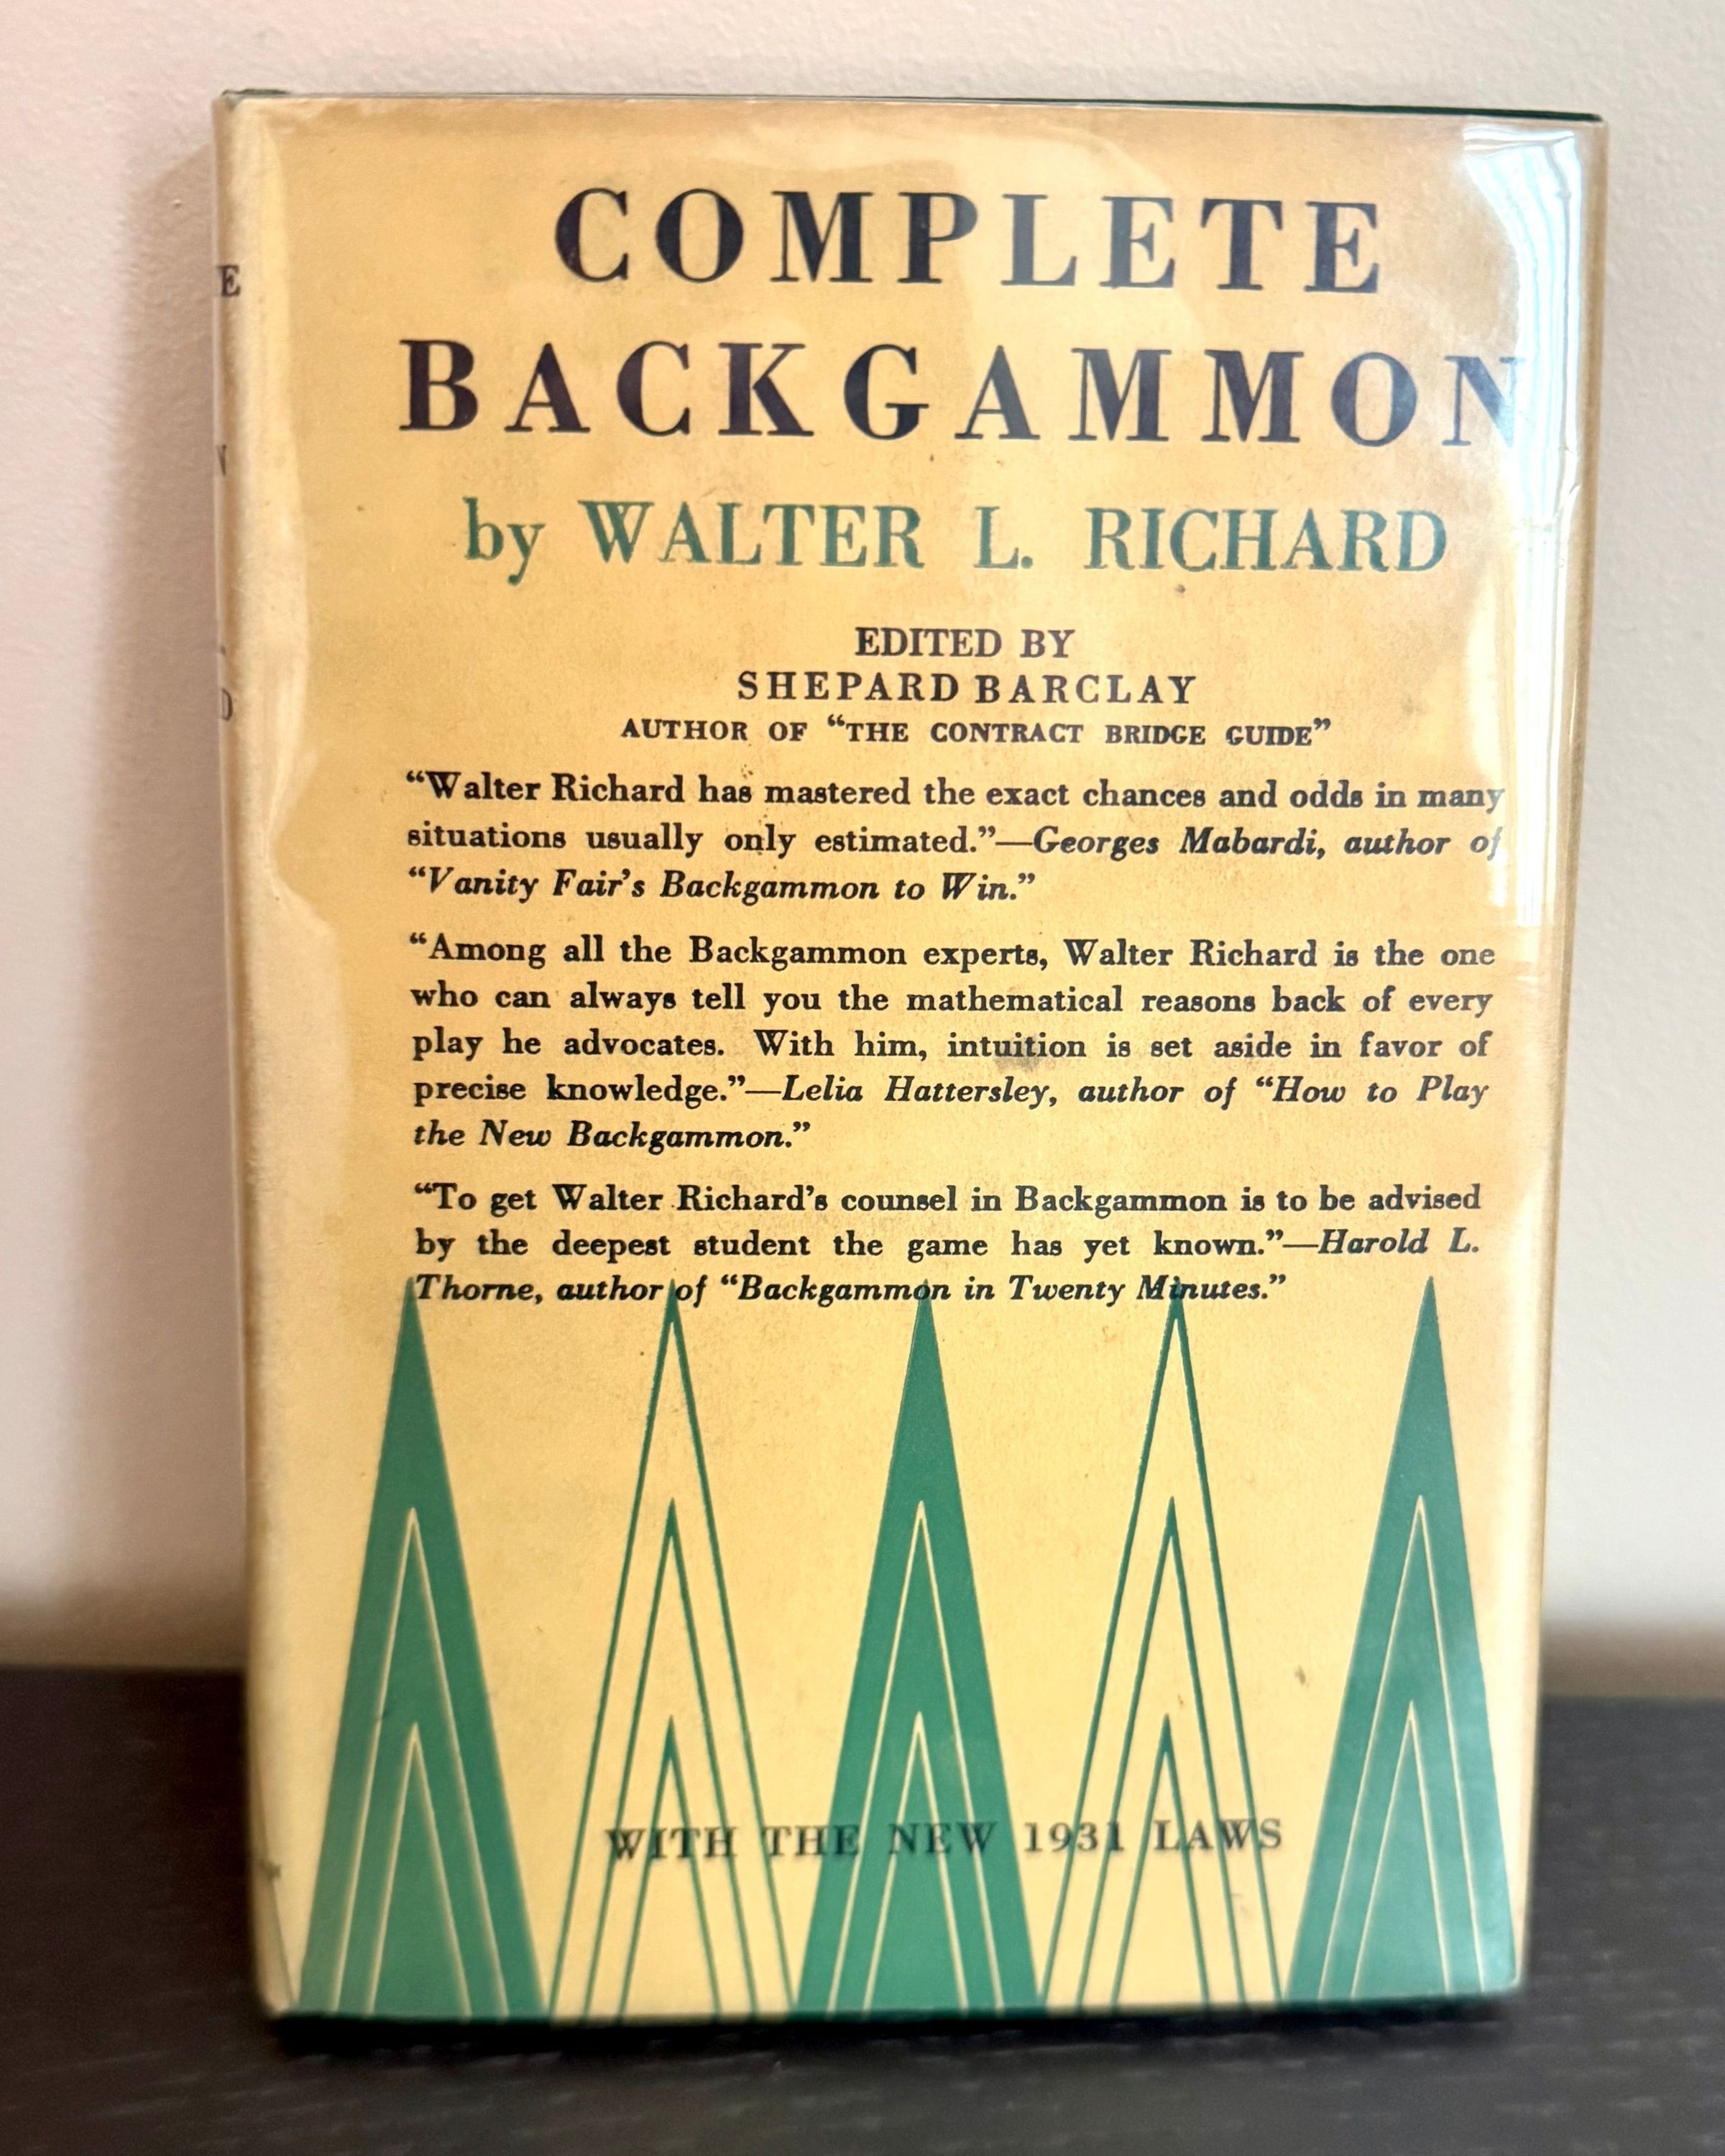 COMPLETE
BACKGAMMON
by WALTER L. RICHARD
EDITED BY
SHEPARD BARCLAY
AUTHOR OF “THE CONTRACT BRIDGE GUIDE”
“Walter Richard has mastered the exact chances and odds in many
situations usually only estimated.”—Georges Mabardi, author of
“Vanity Fair’s Backgammon to Win.”
“Among all the Backgammon experts, Walter Richard is the one
who can always tell you the mathematical reasons back of every
play he advocates. With him, intuition is set aside in favor of
precise knowledge.”—Lelia Hattersley, author of “How to Play
the New Backgammon.”
“To get Walter Richard’s counsel in Backgammon is to be advised
by the deepest student the game has yet known.”—Harold L.
Thorne, author of “Backgammon in Twenty Minutes.”
WITH THE NEW 1931 LAWS